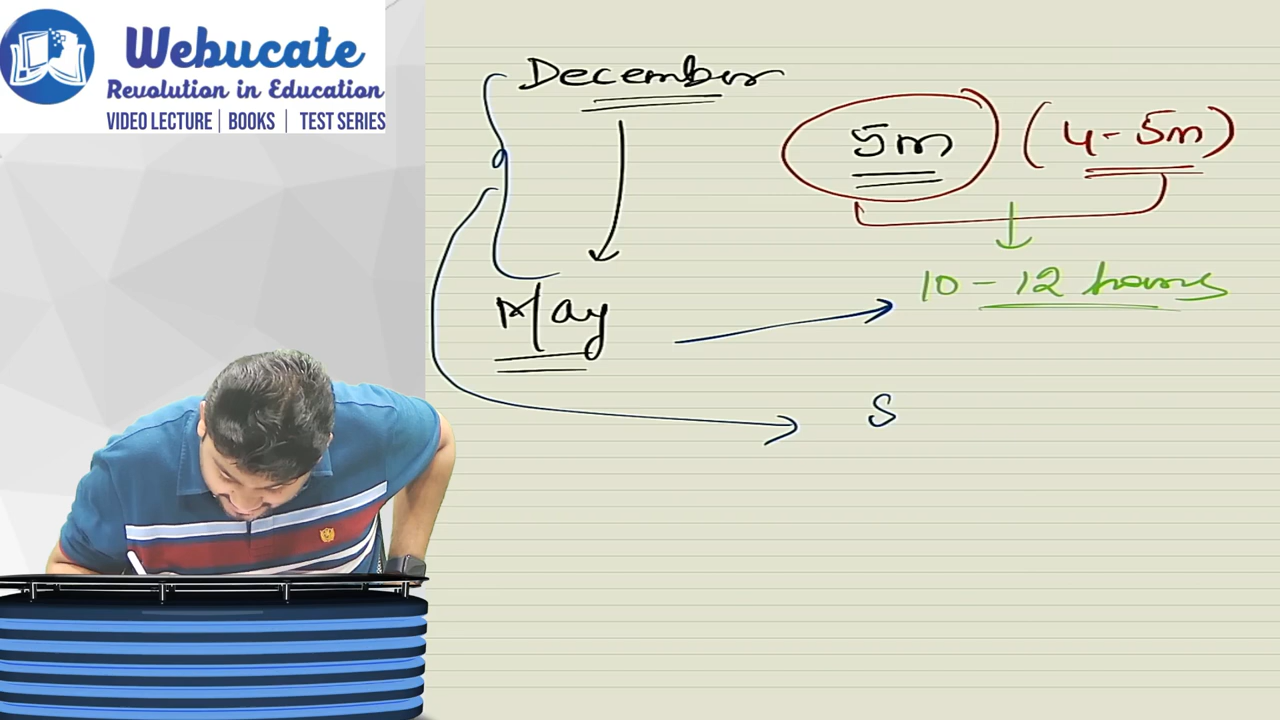 Webucate
Revolution in Education
VIDEO LECTURE | BOOKS | TEST SERIES
December
5m (4-5m)
10-12 hours
May
S